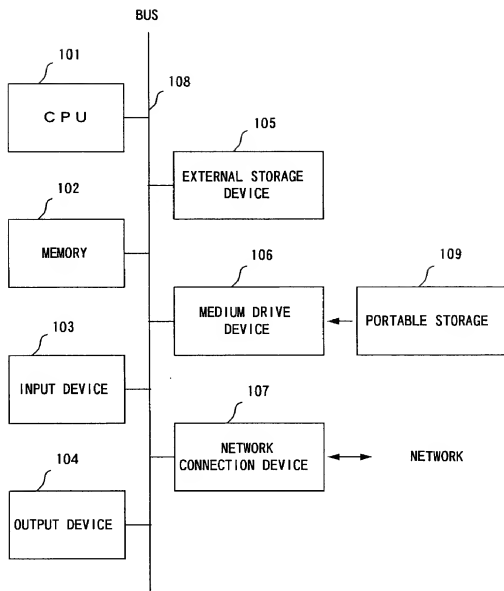 BUS
101
108
CPU
105
EXTERNAL STORAGE
DEVICE
102
MEMORY
106
109
MEDIUM DRIVE
DEVICE
PORTABLE STORAGE
103
INPUT DEVICE
107
NETWORK
CONNECTION DEVICE
NETWORK
104
OUTPUT DEVICE